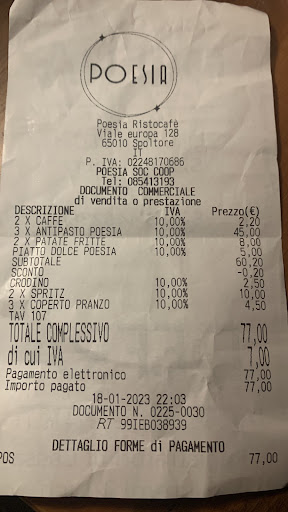 POESIA
Poesia Ristocafè
Viale europa 128
65010 Spoltore
IT
P. IVA: 02248170686
POESIA SOC COOP
Tel: 085413193
DOCUMENTO COMMERCIALE
di vendita o prestazione
DESCRIZIONE IVA Prezzo(€)
2 X CAFFE 10,00% 2,20
3 X ANTIPASTO POESIA 10,00% 45,00
2 X PATATE FRITTE 10,00% 8,00
PIATTO DOLCE POESIA 10,00% 5,00
SUBTOTALE 60,20
SCONTO -0,20
CRODINO 10,00% 2,50
2 X SPRITZ 10,00% 10,00
3 X COPERTO PRANZO 10,00% 4,50
TAV 107
TOTALE COMPLESSIVO 77,00
di cui IVA 7,00
Pagamento elettronico 77,00
Importo pagato 77,00
18-01-2023 22:03
DOCUMENTO N. 0225-0030
RT 99IEB038939
DETTAGLIO FORME di PAGAMENTO
POS 77,00